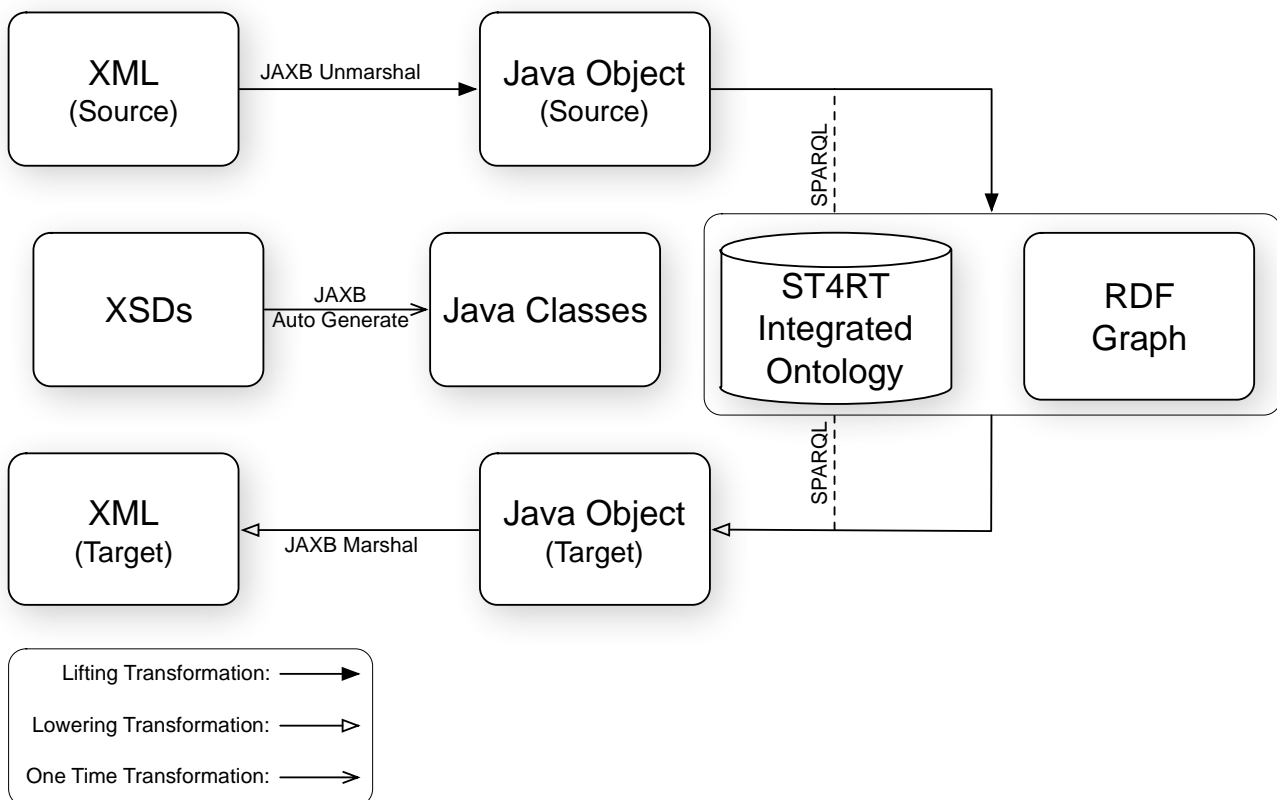 XML
(Source)
JAXB Unmarshal
Java Object
(Source)
SPARQL
XSDs
JAXB
Auto Generate
Java Classes
ST4RT
Integrated
Ontology
RDF
Graph
SPARQL
XML
(Target)
JAXB Marshal
Java Object
(Target)
Lifting Transformation:
Lowering Transformation:
One Time Transformation: